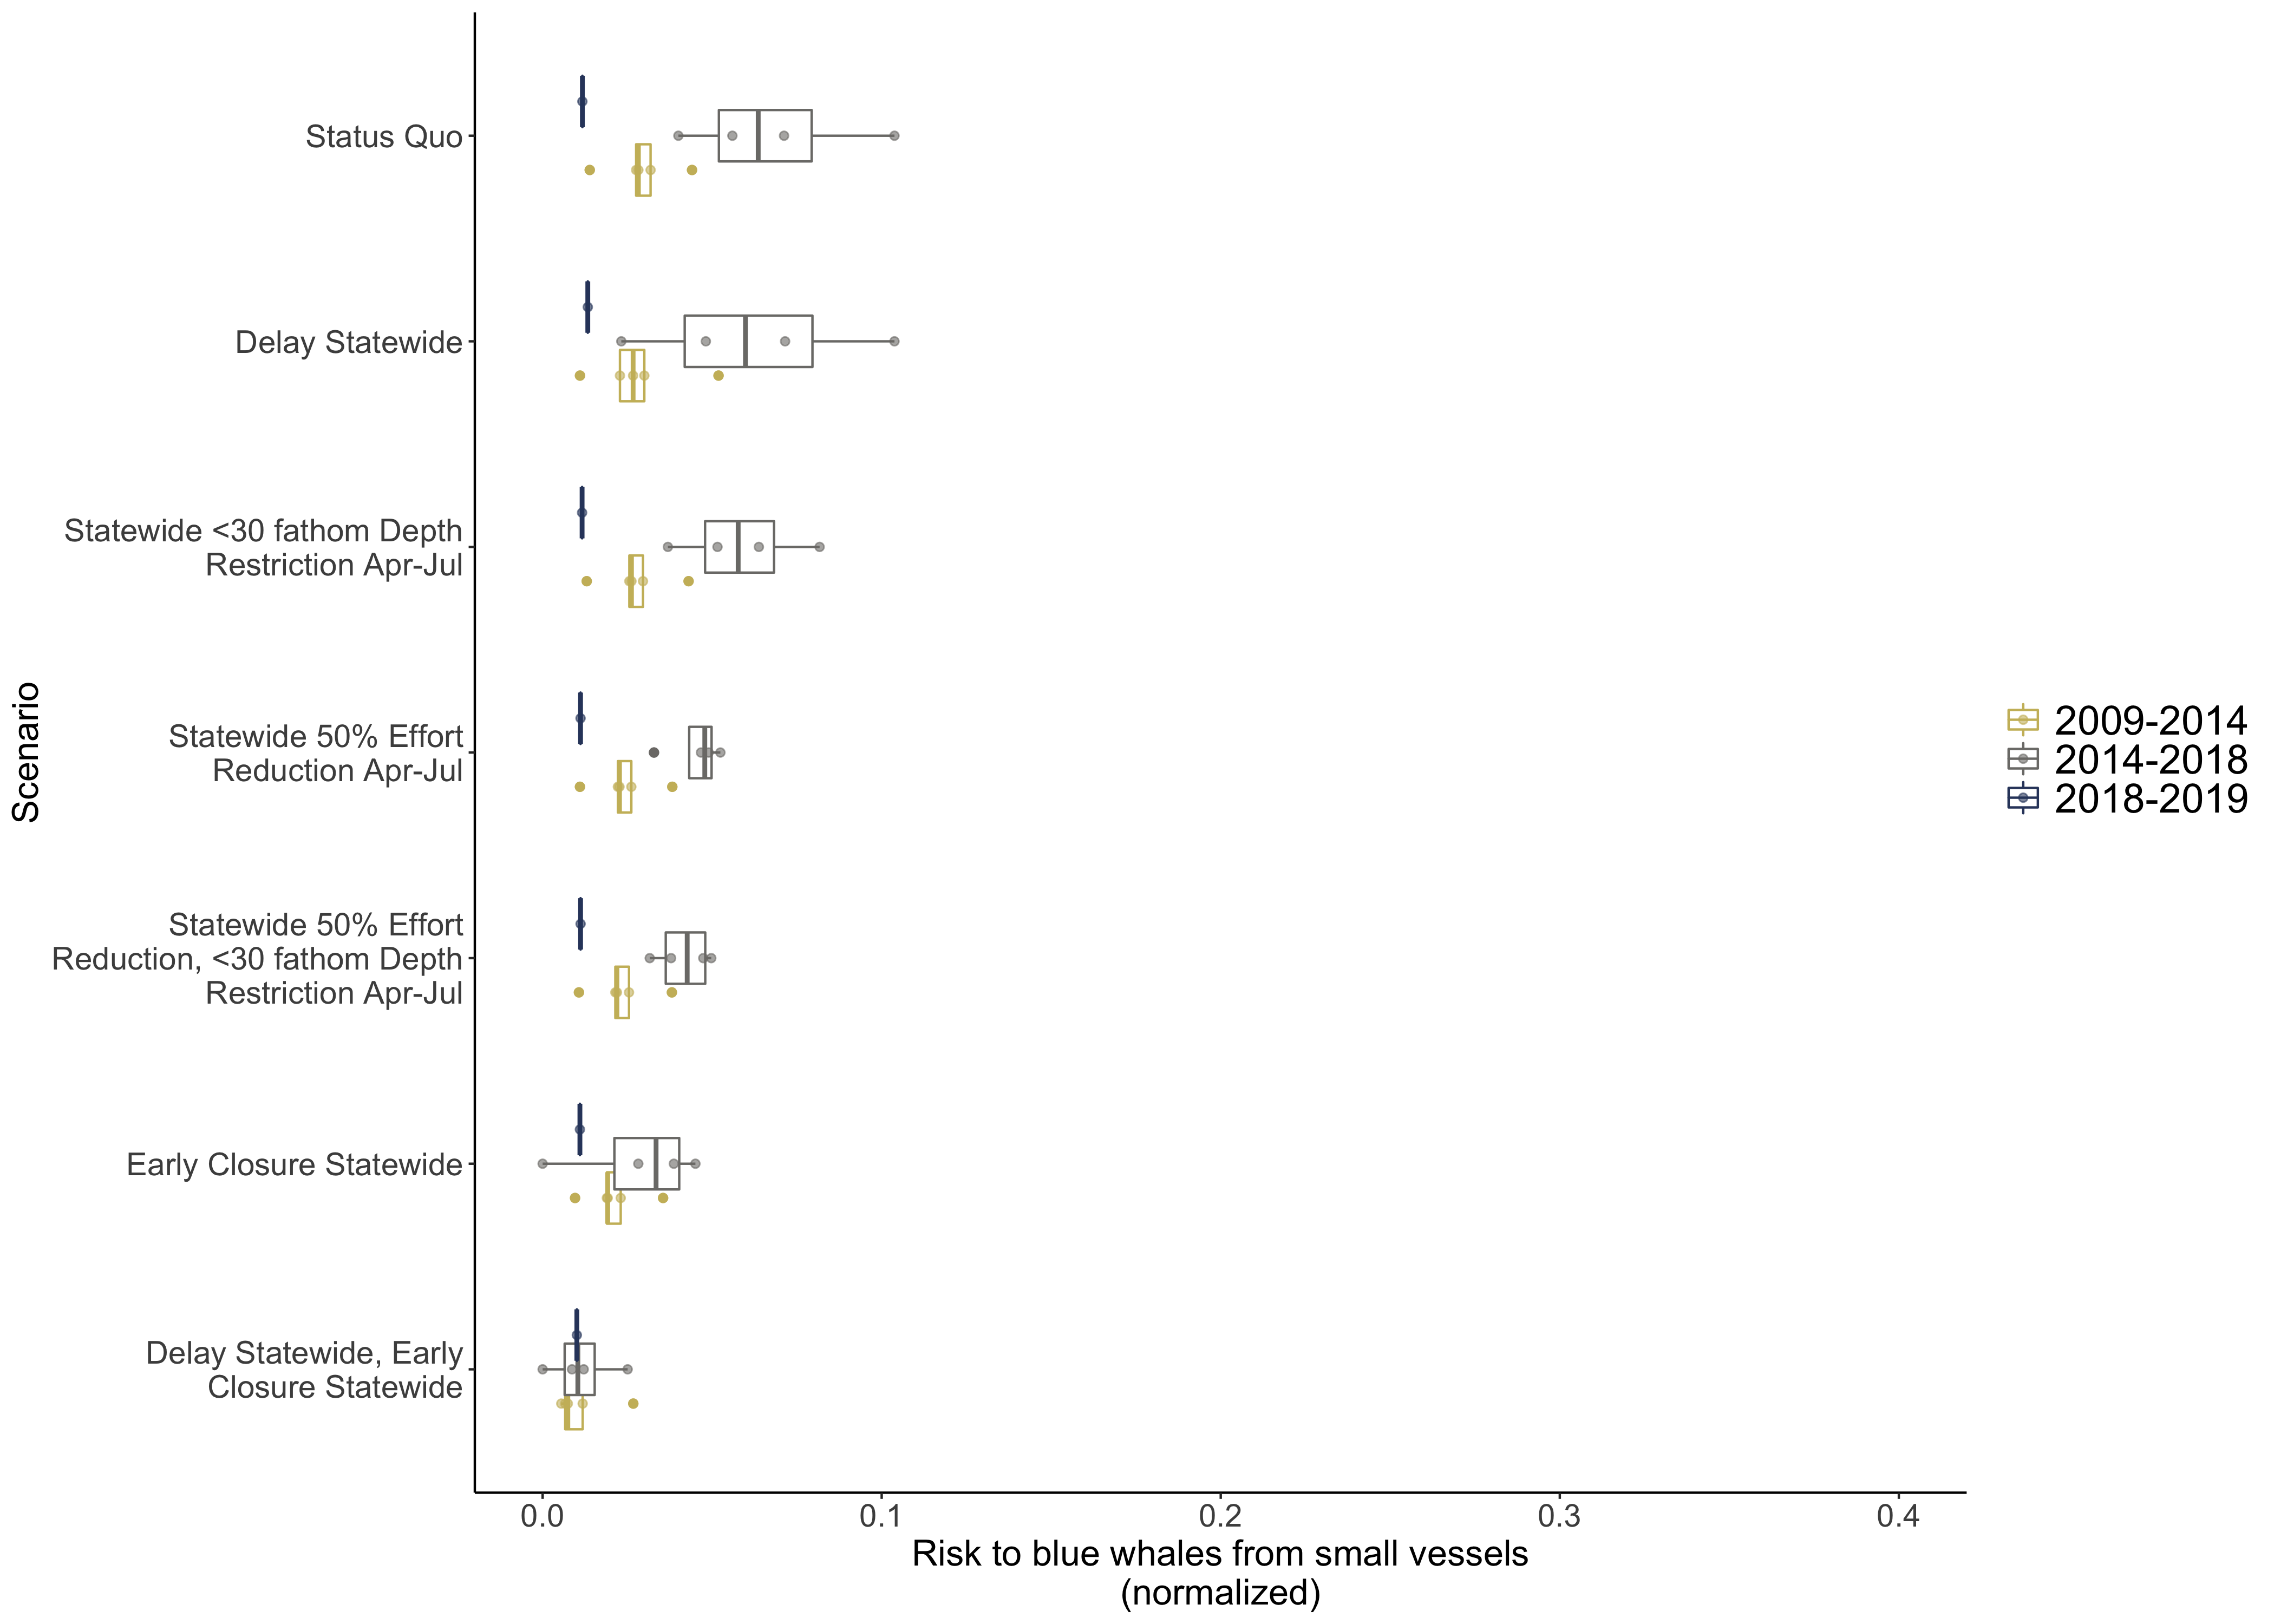 Scenario
Status Quo
Delay Statewide
Statewide <30 fathom Depth
Restriction Apr-Jul
Statewide 50% Effort
Reduction Apr-Jul
Statewide 50% Effort
Reduction, <30 fathom Depth
Restriction Apr-Jul
Early Closure Statewide
Delay Statewide, Early
Closure Statewide
0.0
0.1
0.2
0.3
0.4
Risk to blue whales from small vessels
(normalized)
2009-2014
2014-2018
2018-2019